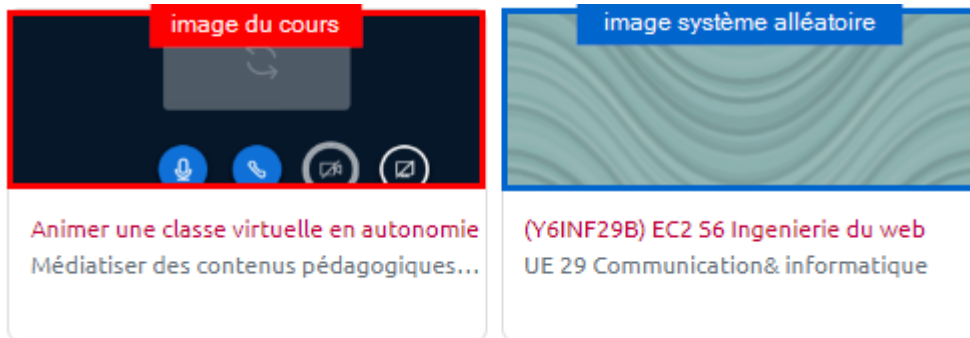 image du cours
image système alléatoire
Animer une classe virtuelle en autonomie
Médiatiser des contenus pédagogiques...
(Y6INF29B) EC2 S6 Ingenierie du web
UE 29 Communication& informatique